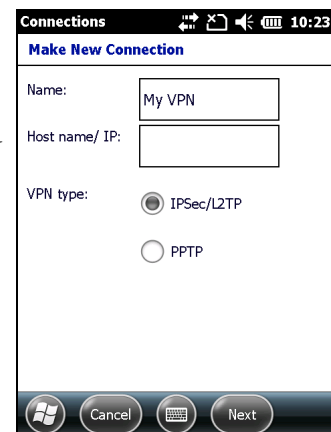 Connections 10:23
Make New Connection
Name:
My VPN
Host name/ IP:
VPN type:
IPSec/L2TP
PPTP
Cancel Next